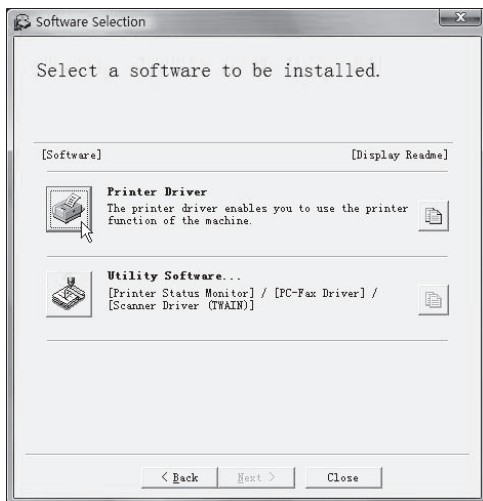 Software Selection
Select a software to be installed.
[Software] [Display Readme]
Printer Driver
The printer driver enables you to use the printer
function of the machine.
Utility Software...
[Printer Status Monitor] / [PC-Fax Driver] /
[Scanner Driver (TWAIN)]
< Back Next > Close